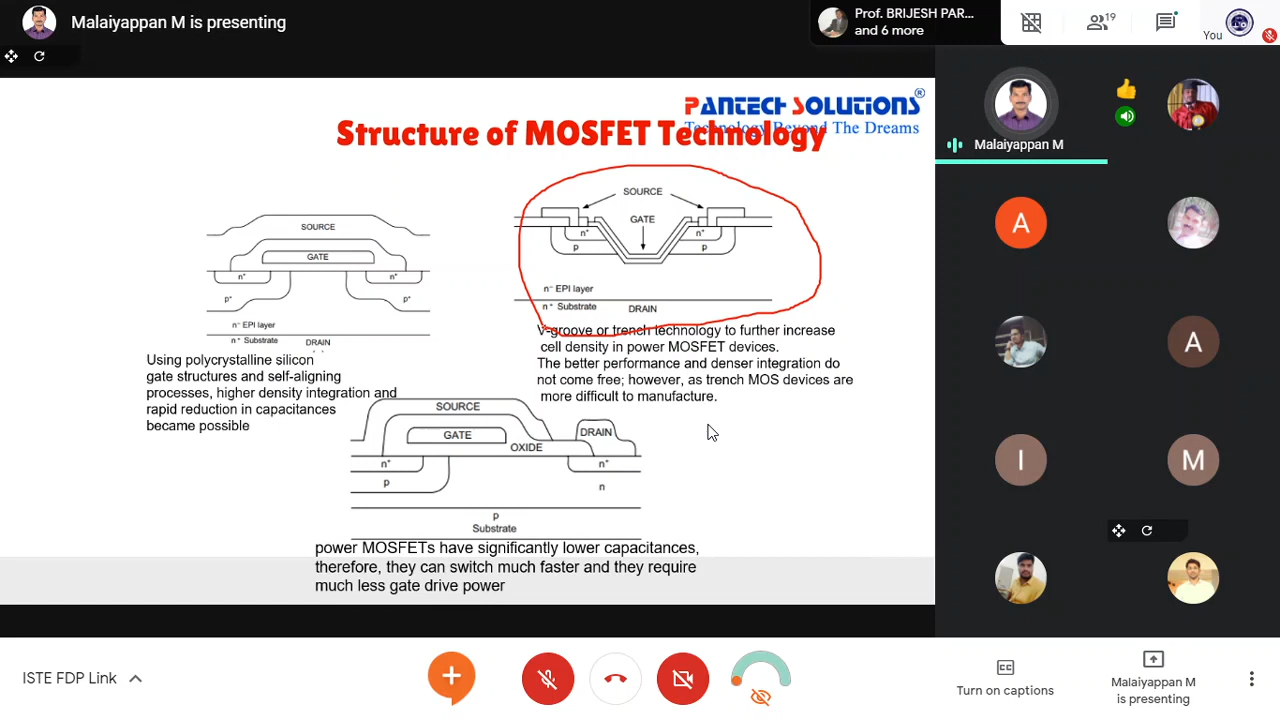 Malaiyappan M is presenting
Prof. BRIJESH PAR...
and 6 more
19
You
PANTECH SOLUTIONS®
Technology Beyond The Dreams
Structure of MOSFET Technology
SOURCE
GATE
n+
n+
p+
p+
n− EPI layer
n+ Substrate
DRAIN
Using polycrystalline silicon
gate structures and self-aligning
processes, higher density integration and
rapid reduction in capacitances
became possible
SOURCE
GATE
n+
n+
p
p
n− EPI layer
n+ Substrate
DRAIN
V-groove or trench technology to further increase
cell density in power MOSFET devices.
The better performance and denser integration do
not come free; however, as trench MOS devices are
more difficult to manufacture.
SOURCE
GATE
DRAIN
OXIDE
n+
n+
p
n
p
Substrate
power MOSFETs have significantly lower capacitances,
therefore, they can switch much faster and they require
much less gate drive power
Malaiyappan M
A
A
I
M
ISTE FDP Link
Turn on captions
Malaiyappan M
is presenting